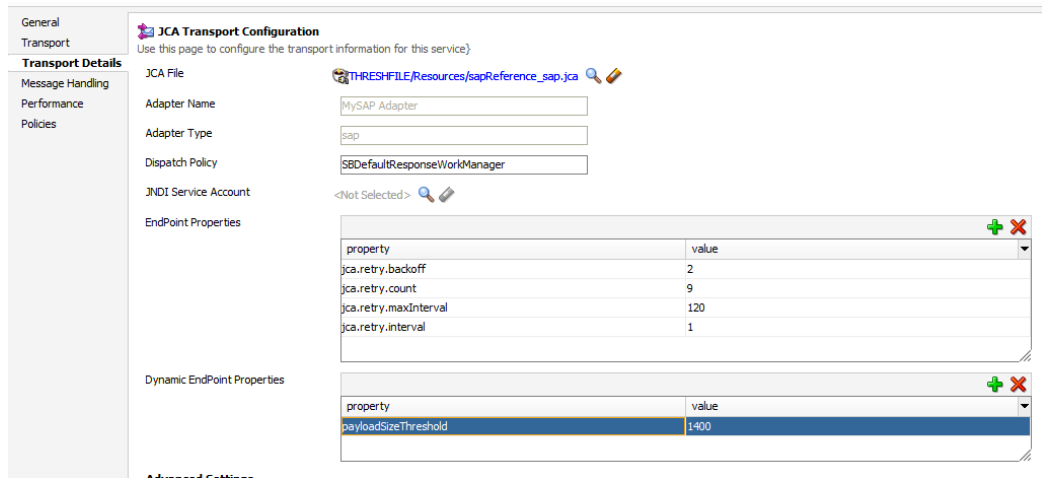 General
Transport
Transport Details
Message Handling
Performance
Policies
JCA Transport Configuration
Use this page to configure the transport information for this service}
JCA File
THRESHFILE/Resources/sapReference_sap.jca
Adapter Name
MySAP Adapter
Adapter Type
sap
Dispatch Policy
SBDefaultResponseWorkManager
JNDI Service Account
<Not Selected>
EndPoint Properties
property value
jca.retry.backoff 2
jca.retry.count 9
jca.retry.maxInterval 120
jca.retry.interval 1
Dynamic EndPoint Properties
property value
payloadSizeThreshold 1400
Advanced Settings